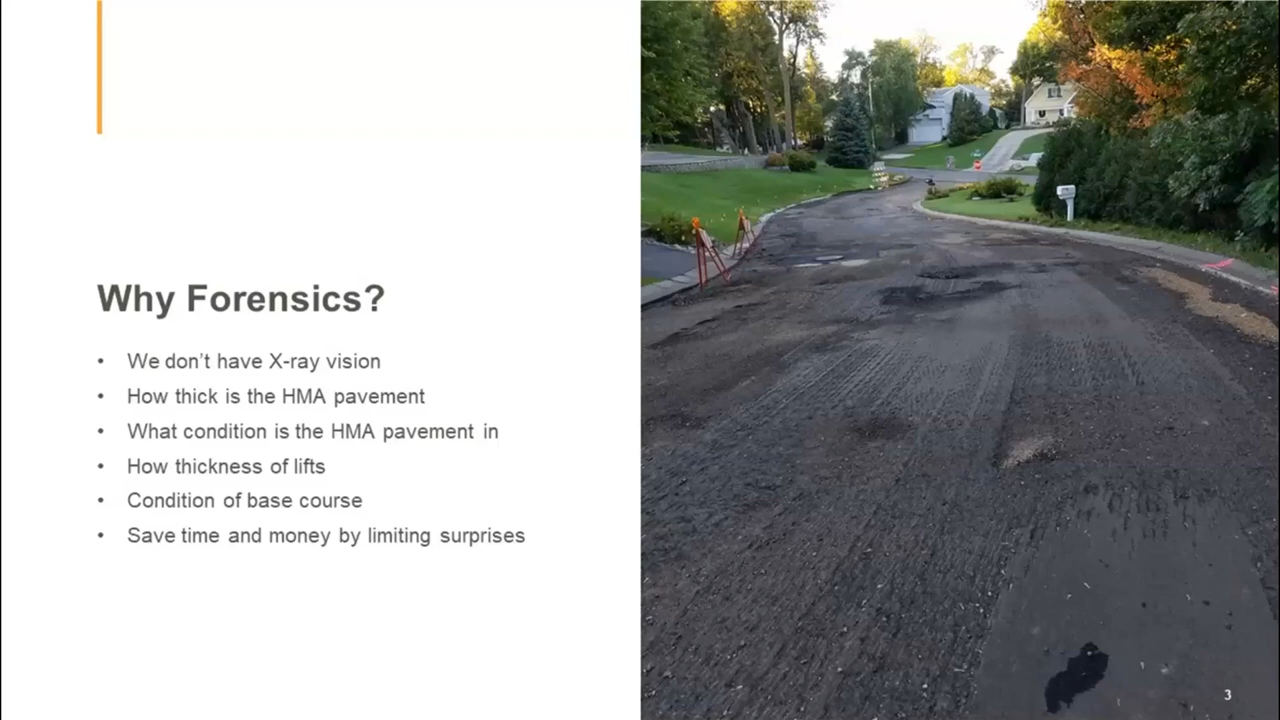 Why Forensics?
• We don't have X-ray vision
• How thick is the HMA pavement
• What condition is the HMA pavement in
• How thickness of lifts
• Condition of base course
• Save time and money by limiting surprises
3